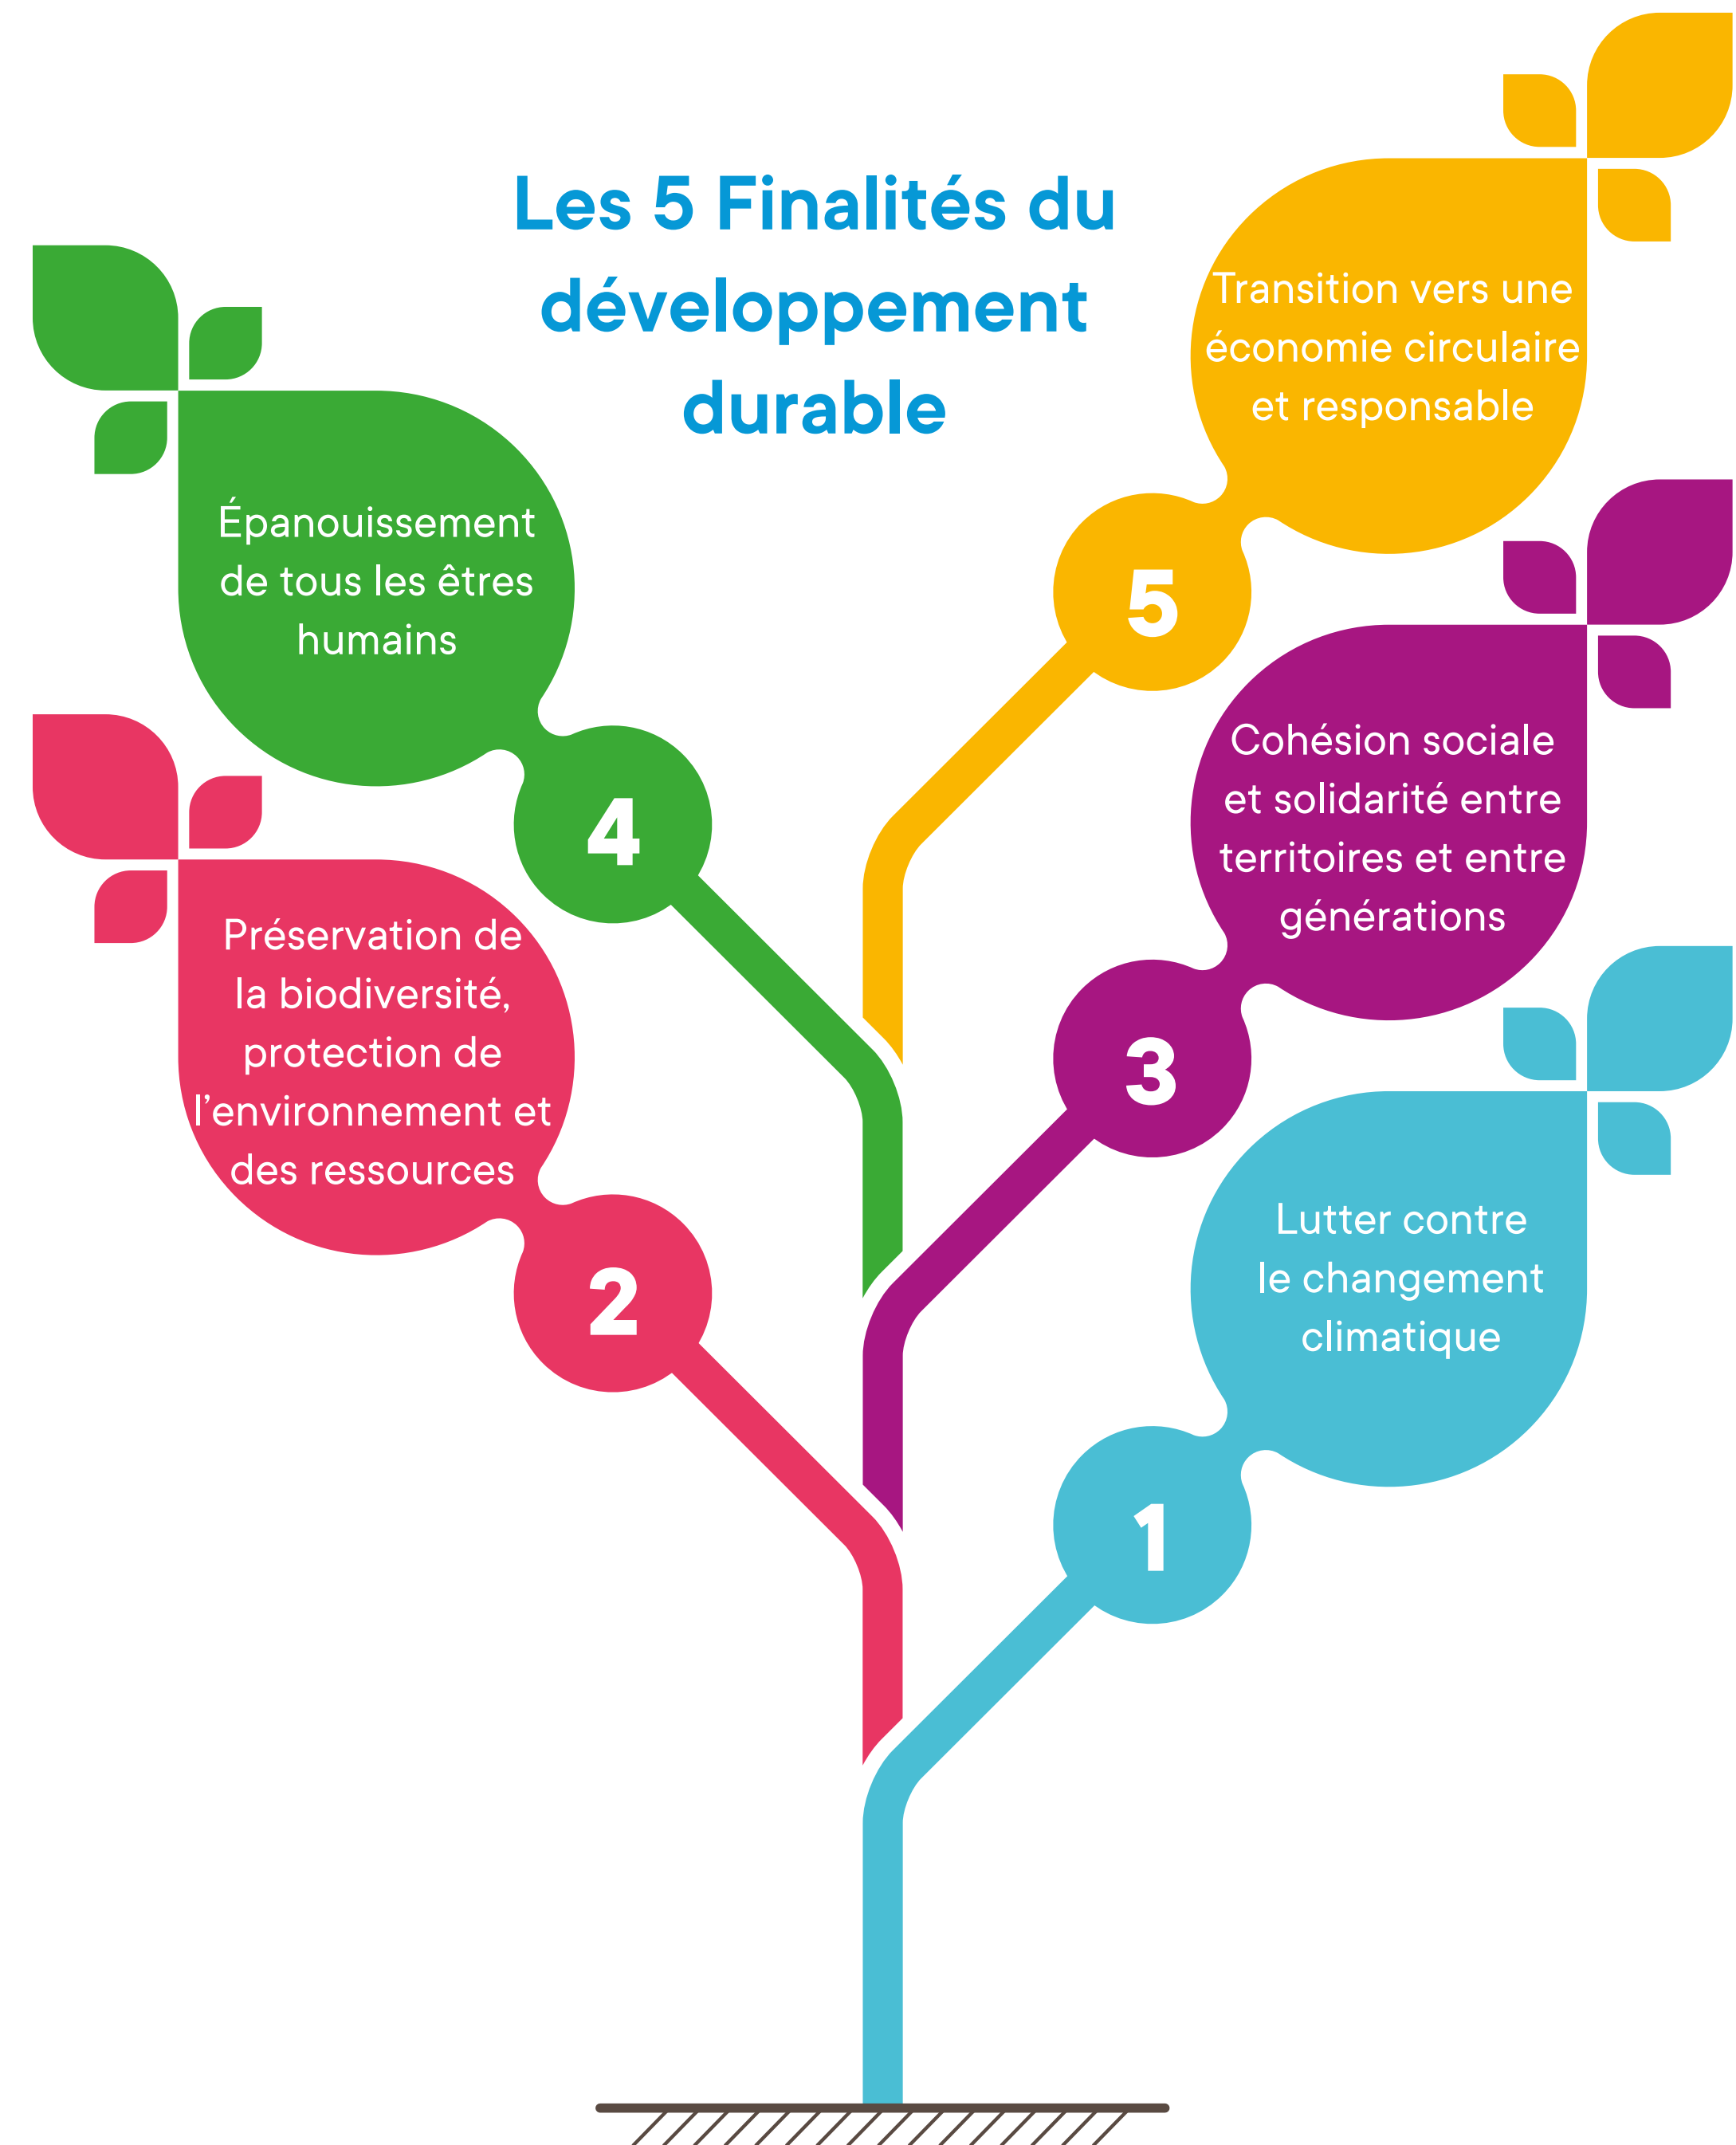 Les 5 Finalités du
développement
durable
Transition vers une
économie circulaire
et responsable
5
Épanouissement
de tous les êtres
humains
4
Cohésion sociale
et solidarité entre
territoires et entre
générations
3
Préservation de
la biodiversité,
protection de
l’environnement et
des ressources
2
Lutter contre
le changement
climatique
1